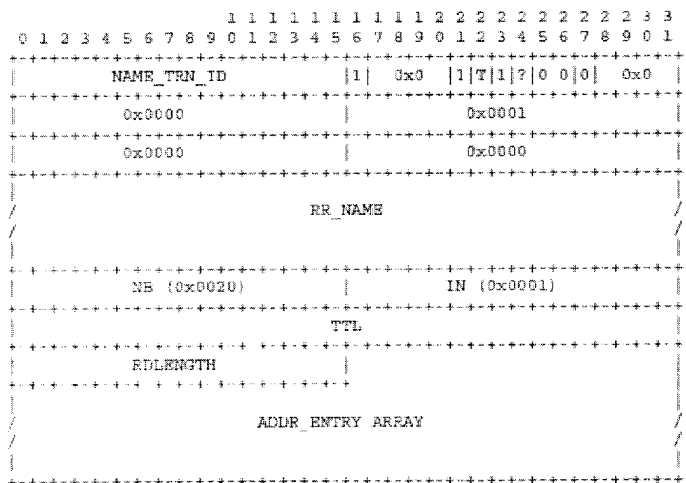 1 1 1 1 1 1 1 1 1 1 2 2 2 2 2 2 2 2 2 2 3 3
0 1 2 3 4 5 6 7 8 9 0 1 2 3 4 5 6 7 8 9 0 1 2 3 4 5 6 7 8 9 0 1
+-+-+-+-+-+-+-+-+-+-+-+-+-+-+-+-+-+-+-+-+-+-+-+-+-+-+-+-+-+-+-+-+
| NAME_TRN_ID |1| 0x0 |1|T|1|?|0 0|0| 0x0 |
+-+-+-+-+-+-+-+-+-+-+-+-+-+-+-+-+-+-+-+-+-+-+-+-+-+-+-+-+-+-+-+-+
| 0x0000 | 0x0001 |
+-+-+-+-+-+-+-+-+-+-+-+-+-+-+-+-+-+-+-+-+-+-+-+-+-+-+-+-+-+-+-+-+
| 0x0000 | 0x0000 |
+-+-+-+-+-+-+-+-+-+-+-+-+-+-+-+-+-+-+-+-+-+-+-+-+-+-+-+-+-+-+-+-+
| |
/ RR_NAME /
/ /
| |
+-+-+-+-+-+-+-+-+-+-+-+-+-+-+-+-+-+-+-+-+-+-+-+-+-+-+-+-+-+-+-+-+
| NB (0x0020) | IN (0x0001) |
+-+-+-+-+-+-+-+-+-+-+-+-+-+-+-+-+-+-+-+-+-+-+-+-+-+-+-+-+-+-+-+-+
| TTL |
+-+-+-+-+-+-+-+-+-+-+-+-+-+-+-+-+-+-+-+-+-+-+-+-+-+-+-+-+-+-+-+-+
| RDLENGTH | |
+-+-+-+-+-+-+-+-+-+-+-+-+-+-+-+-+ |
| |
/ ADDR_ENTRY ARRAY /
/ /
| |
+-+-+-+-+-+-+-+-+-+-+-+-+-+-+-+-+-+-+-+-+-+-+-+-+-+-+-+-+-+-+-+-+